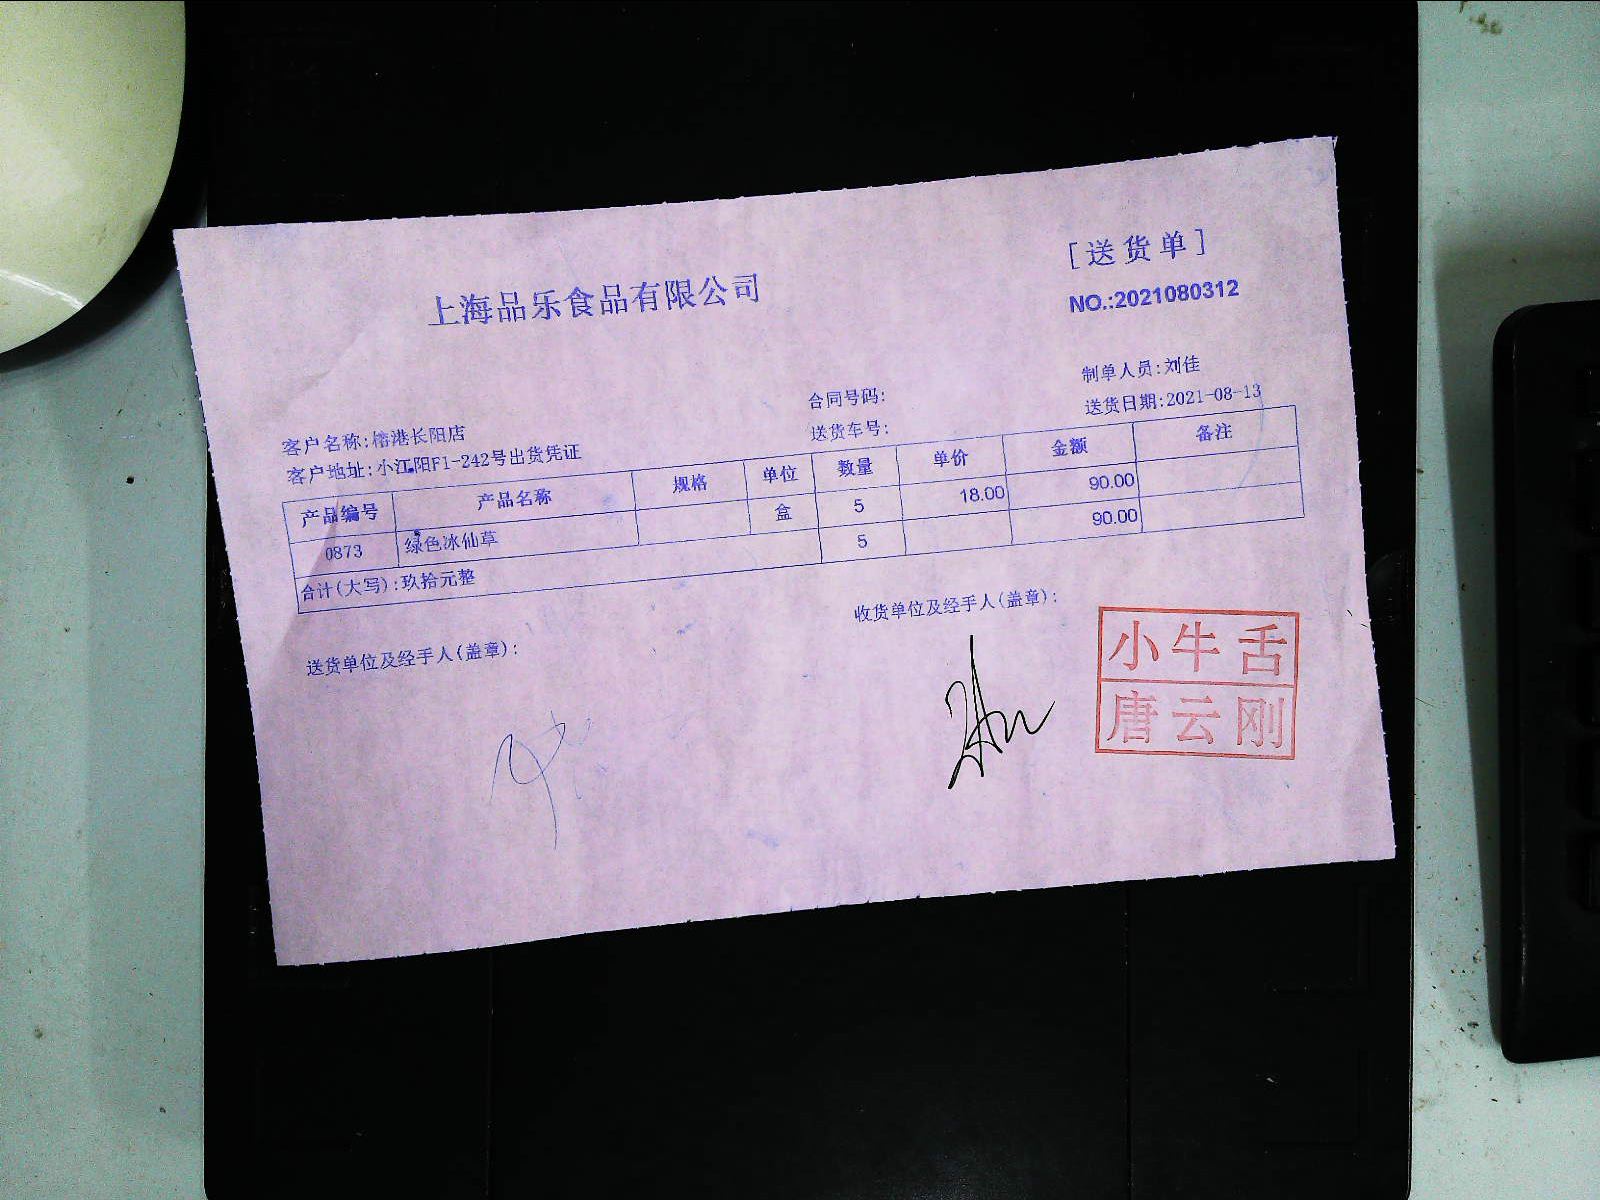 上海品乐食品有限公司
[送货单]
NO.:2021080312
合同号码:
制单人员:刘佳
客户名称:榕港长阳店
送货车号:
送货日期:2021-08-13
客户地址:小江阳F1-242号出货凭证
产品编号 产品名称 规格 单位 数量 单价 金额 备注
0873 绿色冰仙草 盒 5 18.00 90.00
合计(大写):玖拾元整 5 90.00
送货单位及经手人(盖章):
收货单位及经手人(盖章):
小牛舌
唐云刚